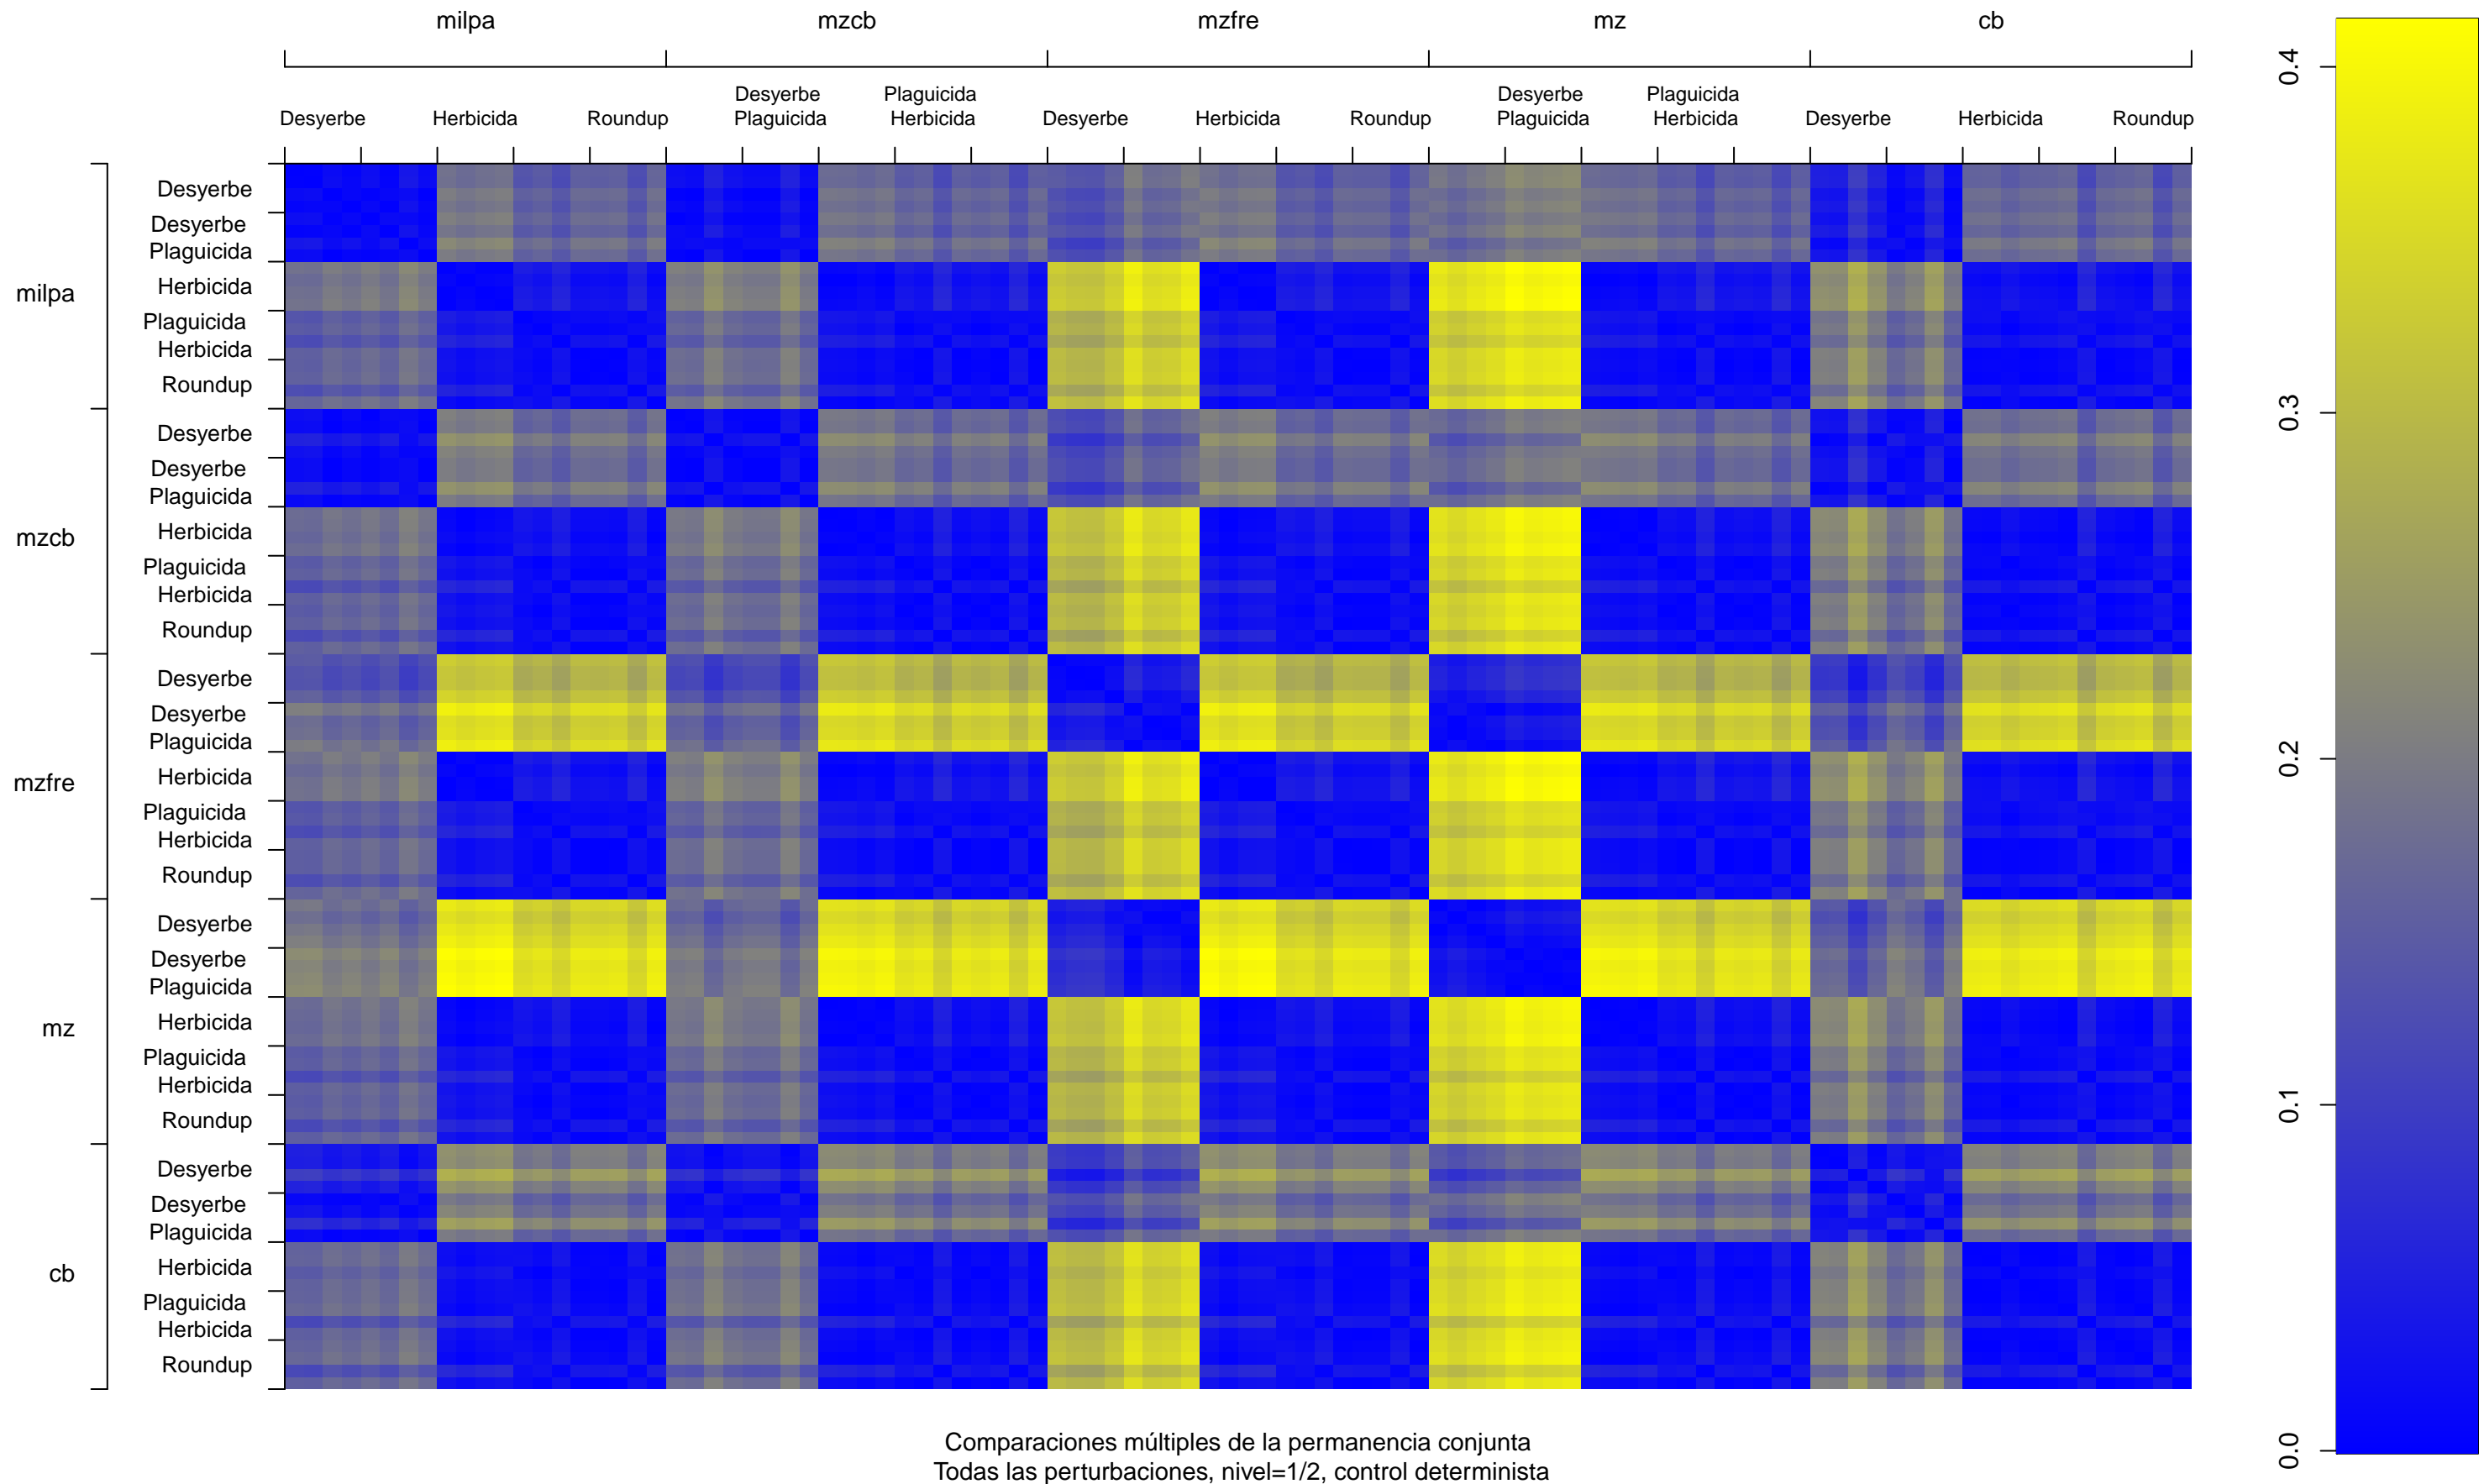 milpa mzcb mzfre mz cb
Desyerbe Plaguicida Desyerbe Plaguicida
Desyerbe Herbicida Roundup Plaguicida Herbicida Desyerbe Herbicida Roundup Plaguicida Herbicida Desyerbe Herbicida Roundup
milpa
Desyerbe
Desyerbe
Plaguicida
Herbicida
Plaguicida
Herbicida
Roundup
mzcb
Desyerbe
Desyerbe
Plaguicida
Herbicida
Plaguicida
Herbicida
Roundup
mzfre
Desyerbe
Desyerbe
Plaguicida
Herbicida
Plaguicida
Herbicida
Roundup
mz
Desyerbe
Desyerbe
Plaguicida
Herbicida
Plaguicida
Herbicida
Roundup
cb
Desyerbe
Desyerbe
Plaguicida
Herbicida
Plaguicida
Herbicida
Roundup
0.4
0.3
0.2
0.1
0.0
Comparaciones múltiples de la permanencia conjunta
Todas las perturbaciones, nivel=1/2, control determinista